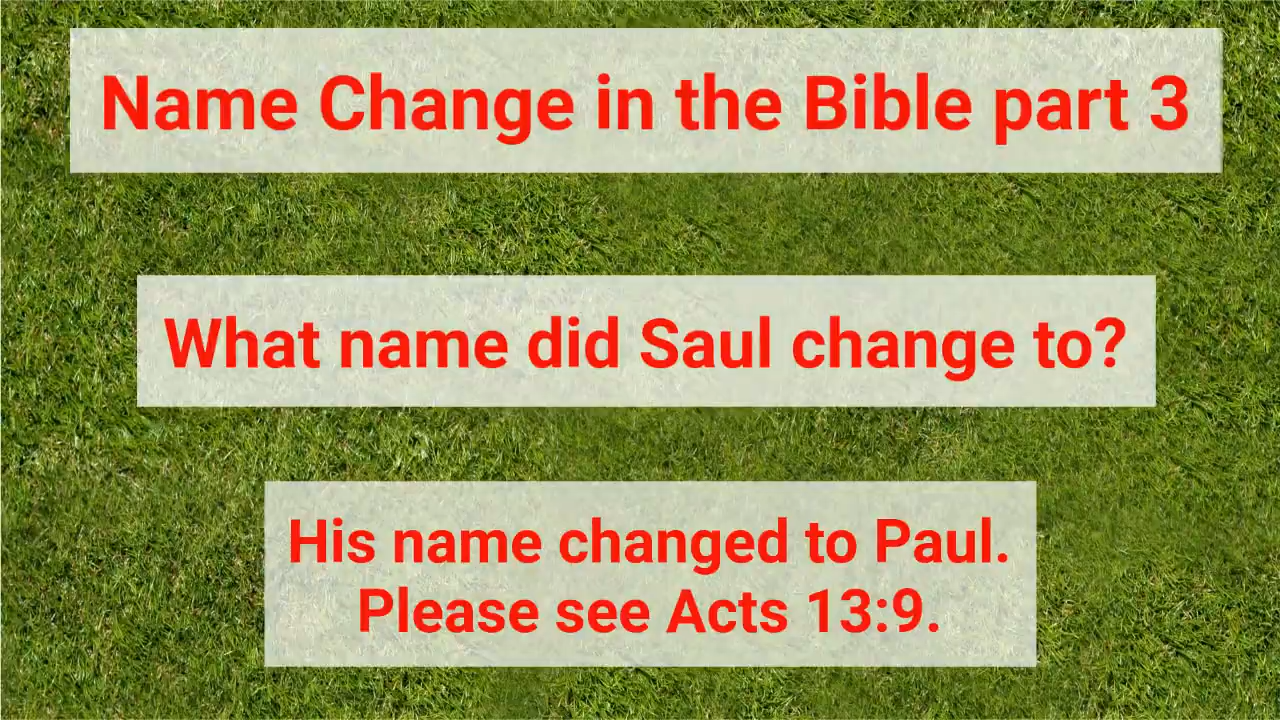 Name Change in the Bible part 3
What name did Saul change to?
His name changed to Paul.
Please see Acts 13:9.